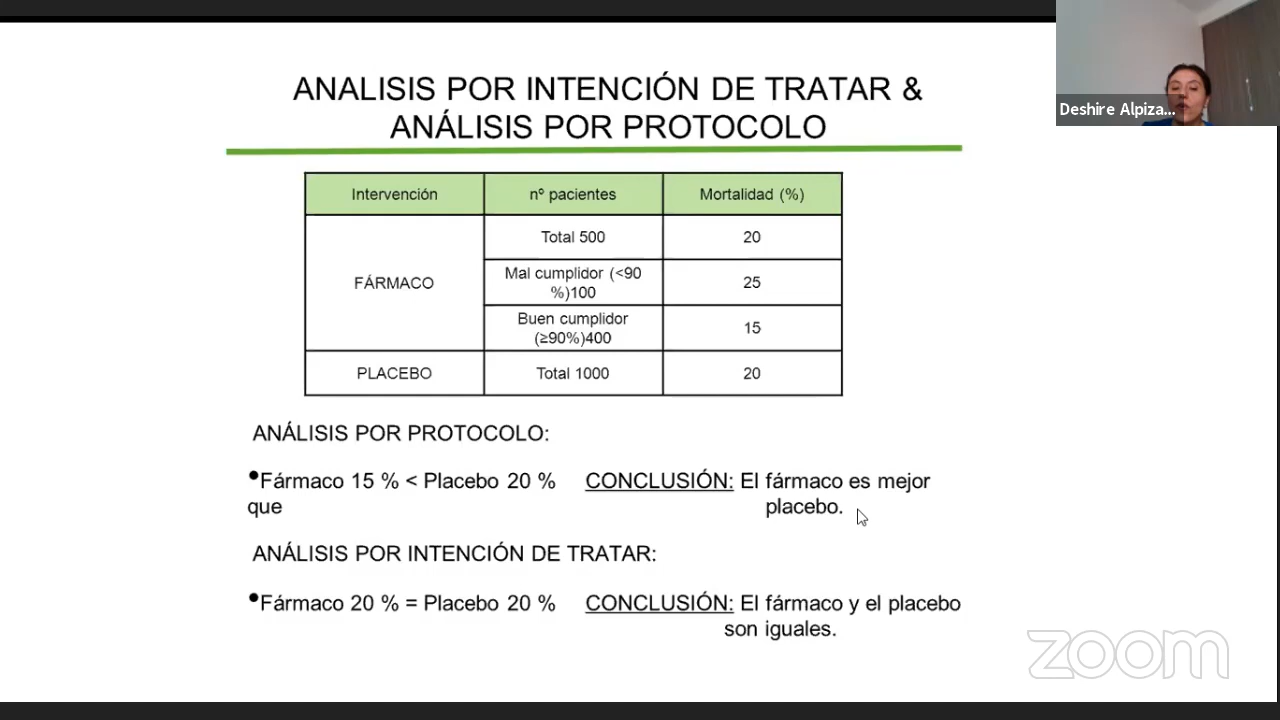 Deshire Alpiza...
ANALISIS POR INTENCIÓN DE TRATAR &
ANÁLISIS POR PROTOCOLO
Intervención nº pacientes Mortalidad (%)
FÁRMACO
Total 500 20
Mal cumplidor (<90
%)100 25
Buen cumplidor
(≥90%)400 15
PLACEBO Total 1000 20
ANÁLISIS POR PROTOCOLO:
•Fármaco 15 % < Placebo 20 % CONCLUSIÓN: El fármaco es mejor
que placebo.
ANÁLISIS POR INTENCIÓN DE TRATAR:
•Fármaco 20 % = Placebo 20 % CONCLUSIÓN: El fármaco y el placebo
son iguales.
zoom